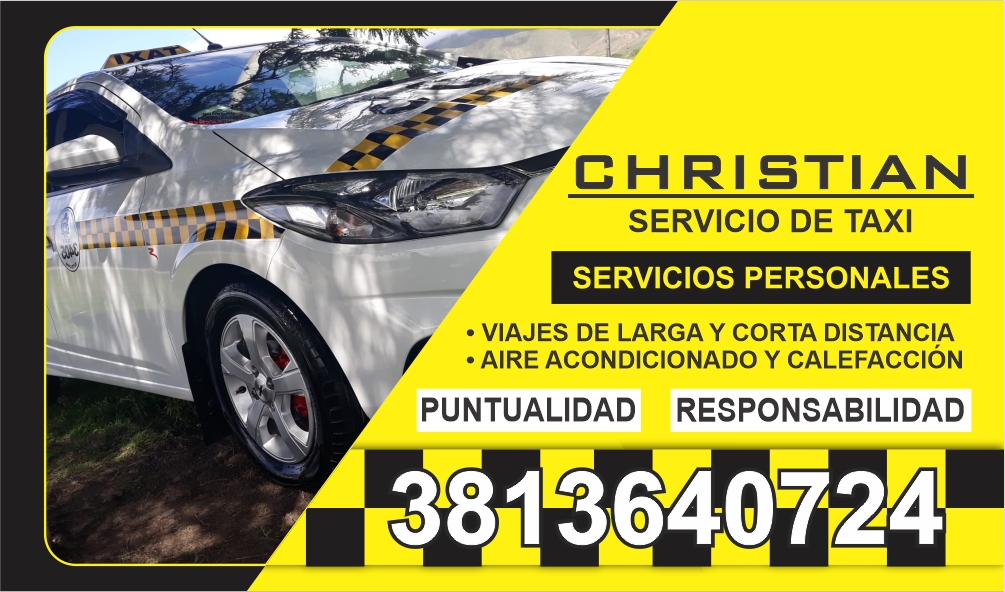 TAXI
CHRISTIAN
SERVICIO DE TAXI
SERVICIOS PERSONALES
• VIAJES DE LARGA Y CORTA DISTANCIA
• AIRE ACONDICIONADO Y CALEFACCIÓN
PUNTUALIDAD RESPONSABILIDAD
3813640724